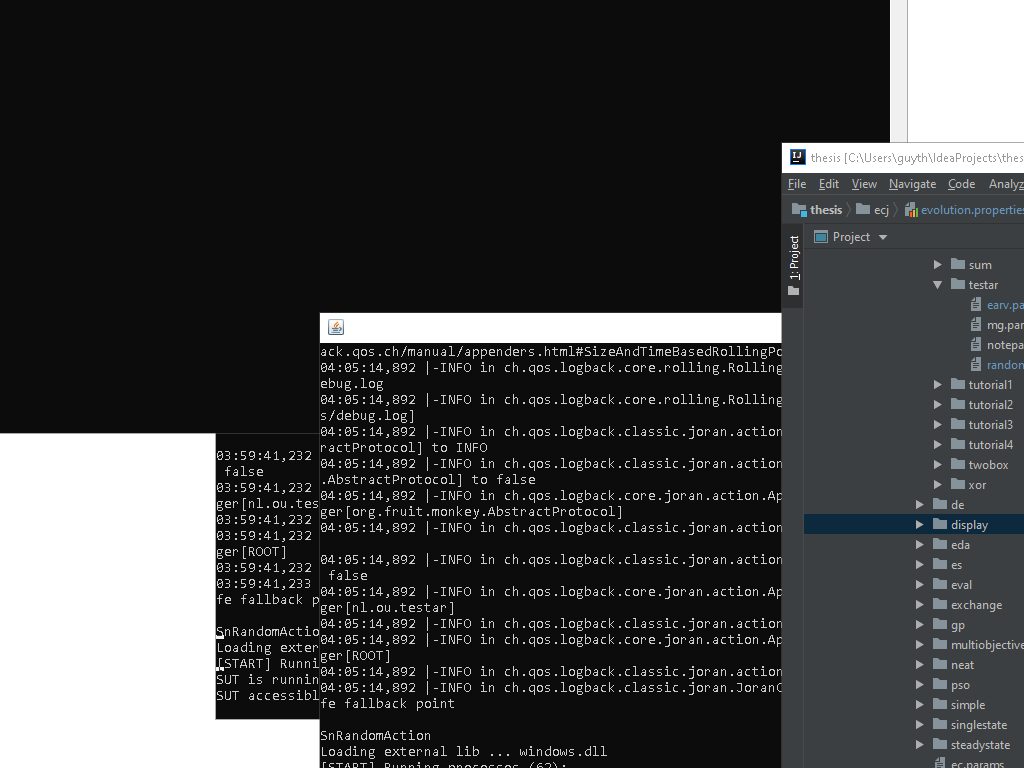 thesis [C:\Users\guyth\IdeaProjects\thes
File Edit View Navigate Code Analyz
thesis ecj evolution.properties
Project
1: Project
sum
testar
earv.pa
mg.par
notepa
random
tutorial1
tutorial2
tutorial3
tutorial4
twobox
xor
de
display
eda
es
eval
exchange
gp
multiobjective
neat
pso
simple
singlestate
steadystate
ec.params
ack.qos.ch/manual/appenders.html#SizeAndTimeBasedRollingPo
04:05:14,892 |-INFO in ch.qos.logback.core.rolling.Rolling
ebug.log
04:05:14,892 |-INFO in ch.qos.logback.core.rolling.Rolling
s/debug.log]
04:05:14,892 |-INFO in ch.qos.logback.classic.joran.action
ractProtocol] to INFO
04:05:14,892 |-INFO in ch.qos.logback.classic.joran.action
.AbstractProtocol] to false
04:05:14,892 |-INFO in ch.qos.logback.core.joran.action.Ap
ger[org.fruit.monkey.AbstractProtocol]
04:05:14,892 |-INFO in ch.qos.logback.classic.joran.action
04:05:14,892 |-INFO in ch.qos.logback.classic.joran.action
false
04:05:14,892 |-INFO in ch.qos.logback.core.joran.action.Ap
ger[nl.ou.testar]
04:05:14,892 |-INFO in ch.qos.logback.classic.joran.action
04:05:14,892 |-INFO in ch.qos.logback.core.joran.action.Ap
ger[ROOT]
04:05:14,892 |-INFO in ch.qos.logback.classic.joran.action
04:05:14,892 |-INFO in ch.qos.logback.classic.joran.JoranC
fe fallback point
SnRandomAction
Loading external lib ... windows.dll
[START] Running processes (62):
03:59:41,232
false
03:59:41,232
ger[nl.ou.tes
03:59:41,232
03:59:41,232
ger[ROOT]
03:59:41,232
03:59:41,233
fe fallback p
SnRandomActio
Loading exter
[START] Runni
SUT is runnin
SUT accessibl